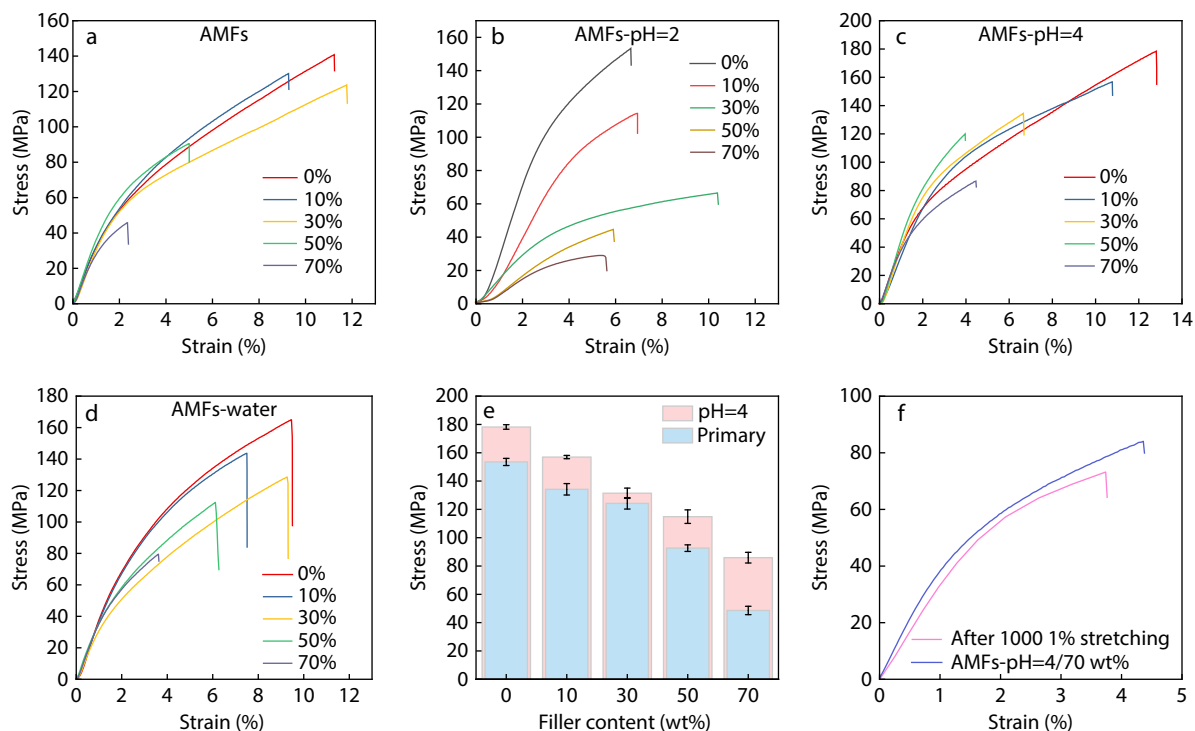 a
AMFs
Stress (MPa)
160
140
120
100
80
60
40
20
0
0%
10%
30%
50%
70%
0 2 4 6 8 10 12
Strain (%)
b
AMFs-pH=2
Stress (MPa)
160
140
120
100
80
60
40
20
0
0%
10%
30%
50%
70%
0 2 4 6 8 10 12
Strain (%)
c
AMFs-pH=4
Stress (MPa)
200
180
160
140
120
100
80
60
40
20
0
0%
10%
30%
50%
70%
0 2 4 6 8 10 12 14
Strain (%)
d
AMFs-water
Stress (MPa)
180
160
140
120
100
80
60
40
20
0
0%
10%
30%
50%
70%
0 2 4 6 8 10 12
Strain (%)
e
pH=4
Primary
Stress (MPa)
200
180
160
140
120
100
80
60
40
20
0
0 10 30 50 70
Filler content (wt%)
f
Stress (MPa)
100
80
60
40
20
0
After 1000 1% stretching
AMFs-pH=4/70 wt%
0 1 2 3 4 5
Strain (%)